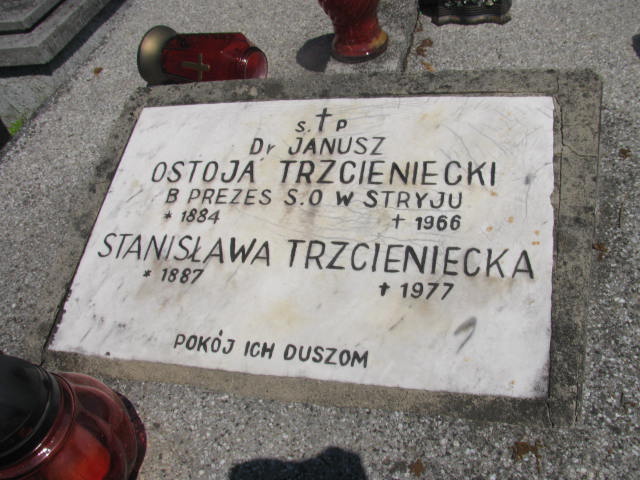 S. † P
Dr JANUSZ
OSTOJA TRZCIENIECKI
B PREZES S.O W STRYJU
* 1884 † 1966
STANISŁAWA TRZCIENIECKA
* 1887 † 1977
POKÓJ ICH DUSZOM